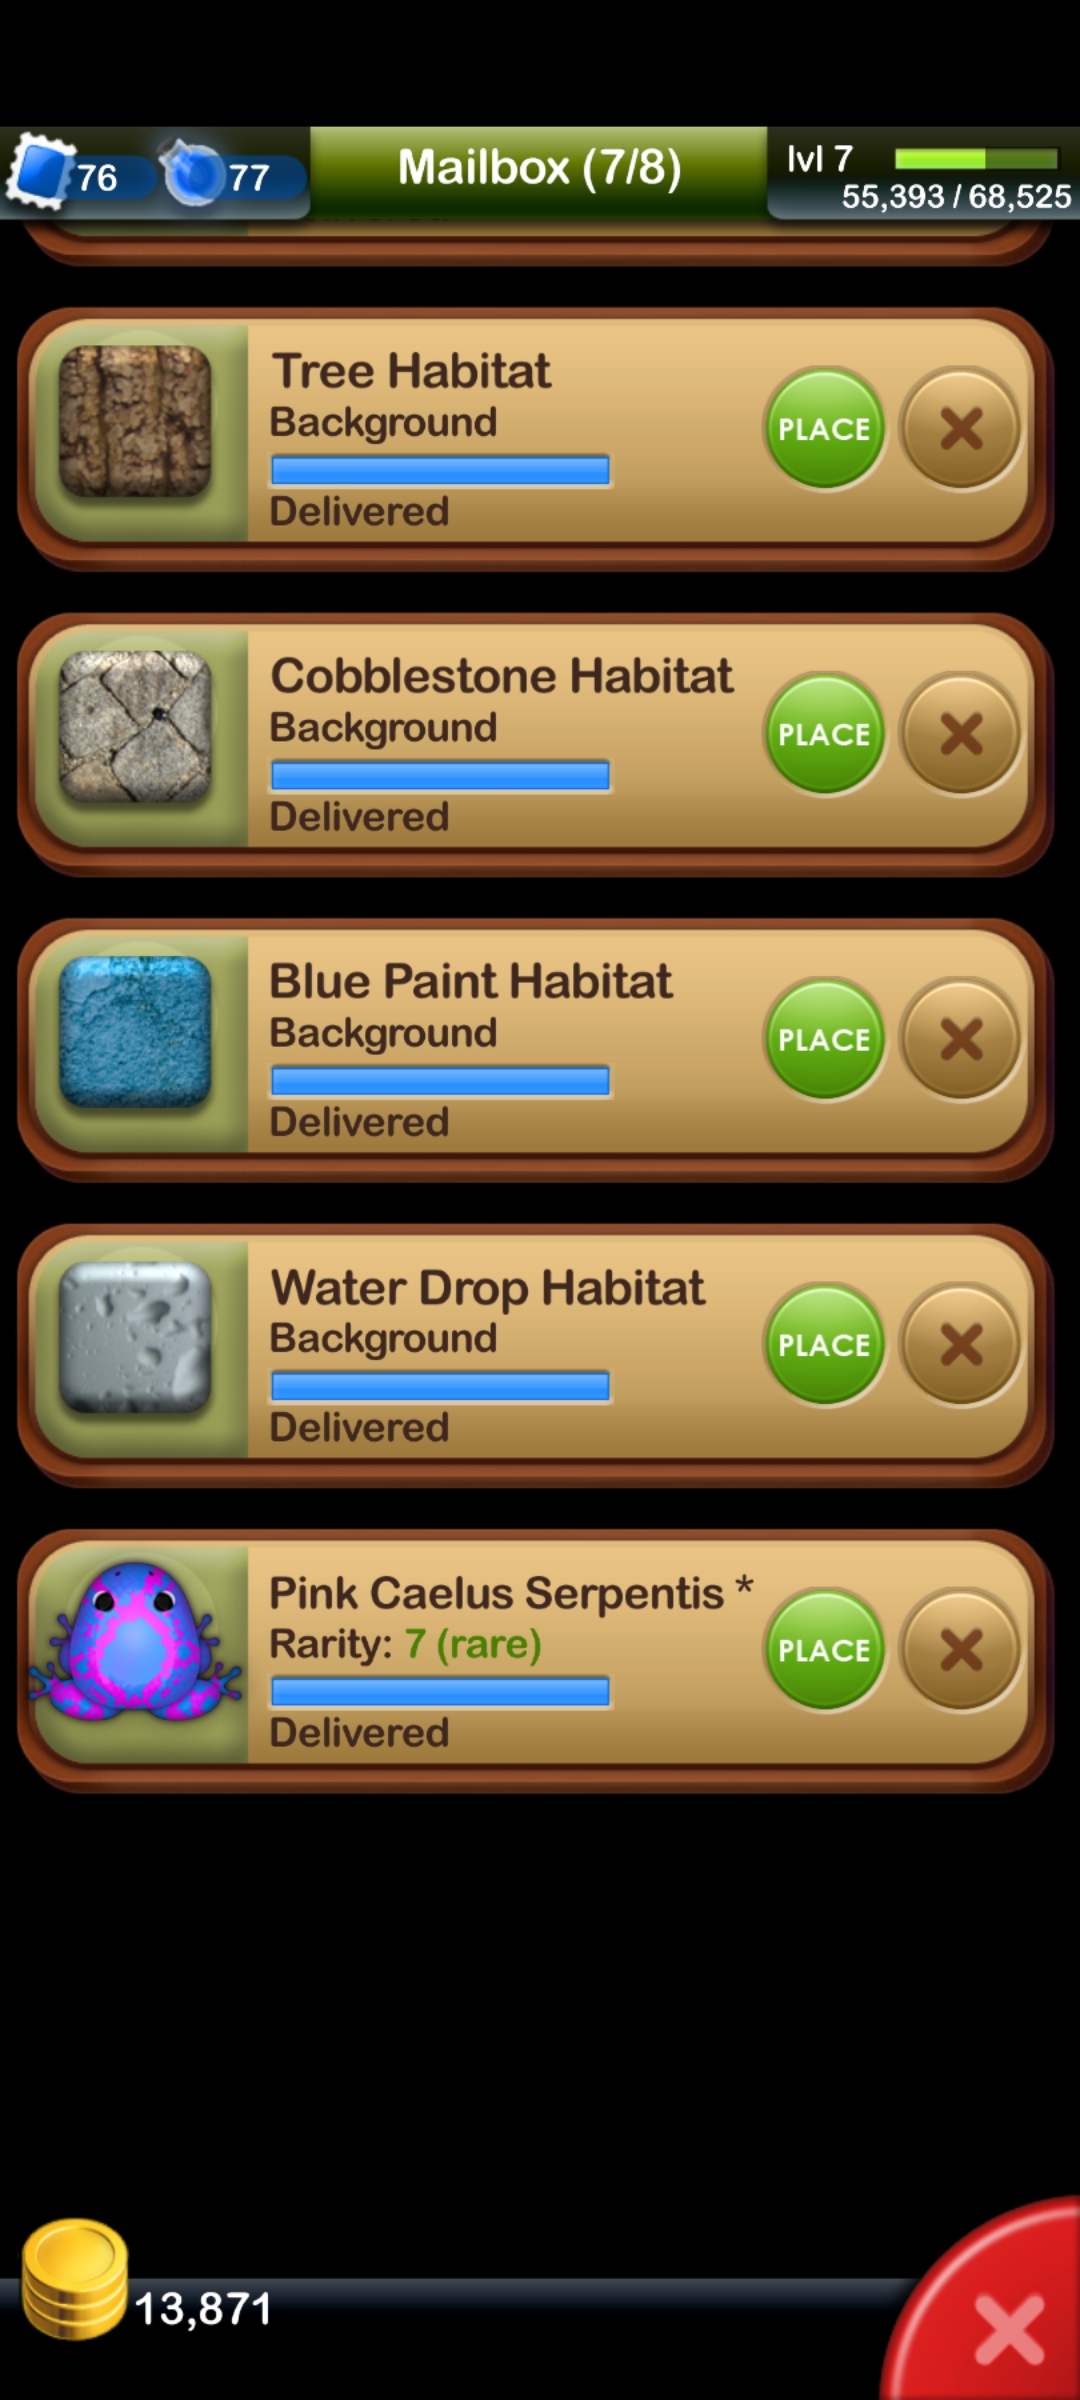 76 77 Mailbox (7/8) lvl 7
55,393 / 68,525
Tree Habitat
Background
PLACE
Delivered
Cobblestone Habitat
Background
PLACE
Delivered
Blue Paint Habitat
Background
PLACE
Delivered
Water Drop Habitat
Background
PLACE
Delivered
Pink Caelus Serpentis *
Rarity: 7 (rare)
PLACE
Delivered
13,871